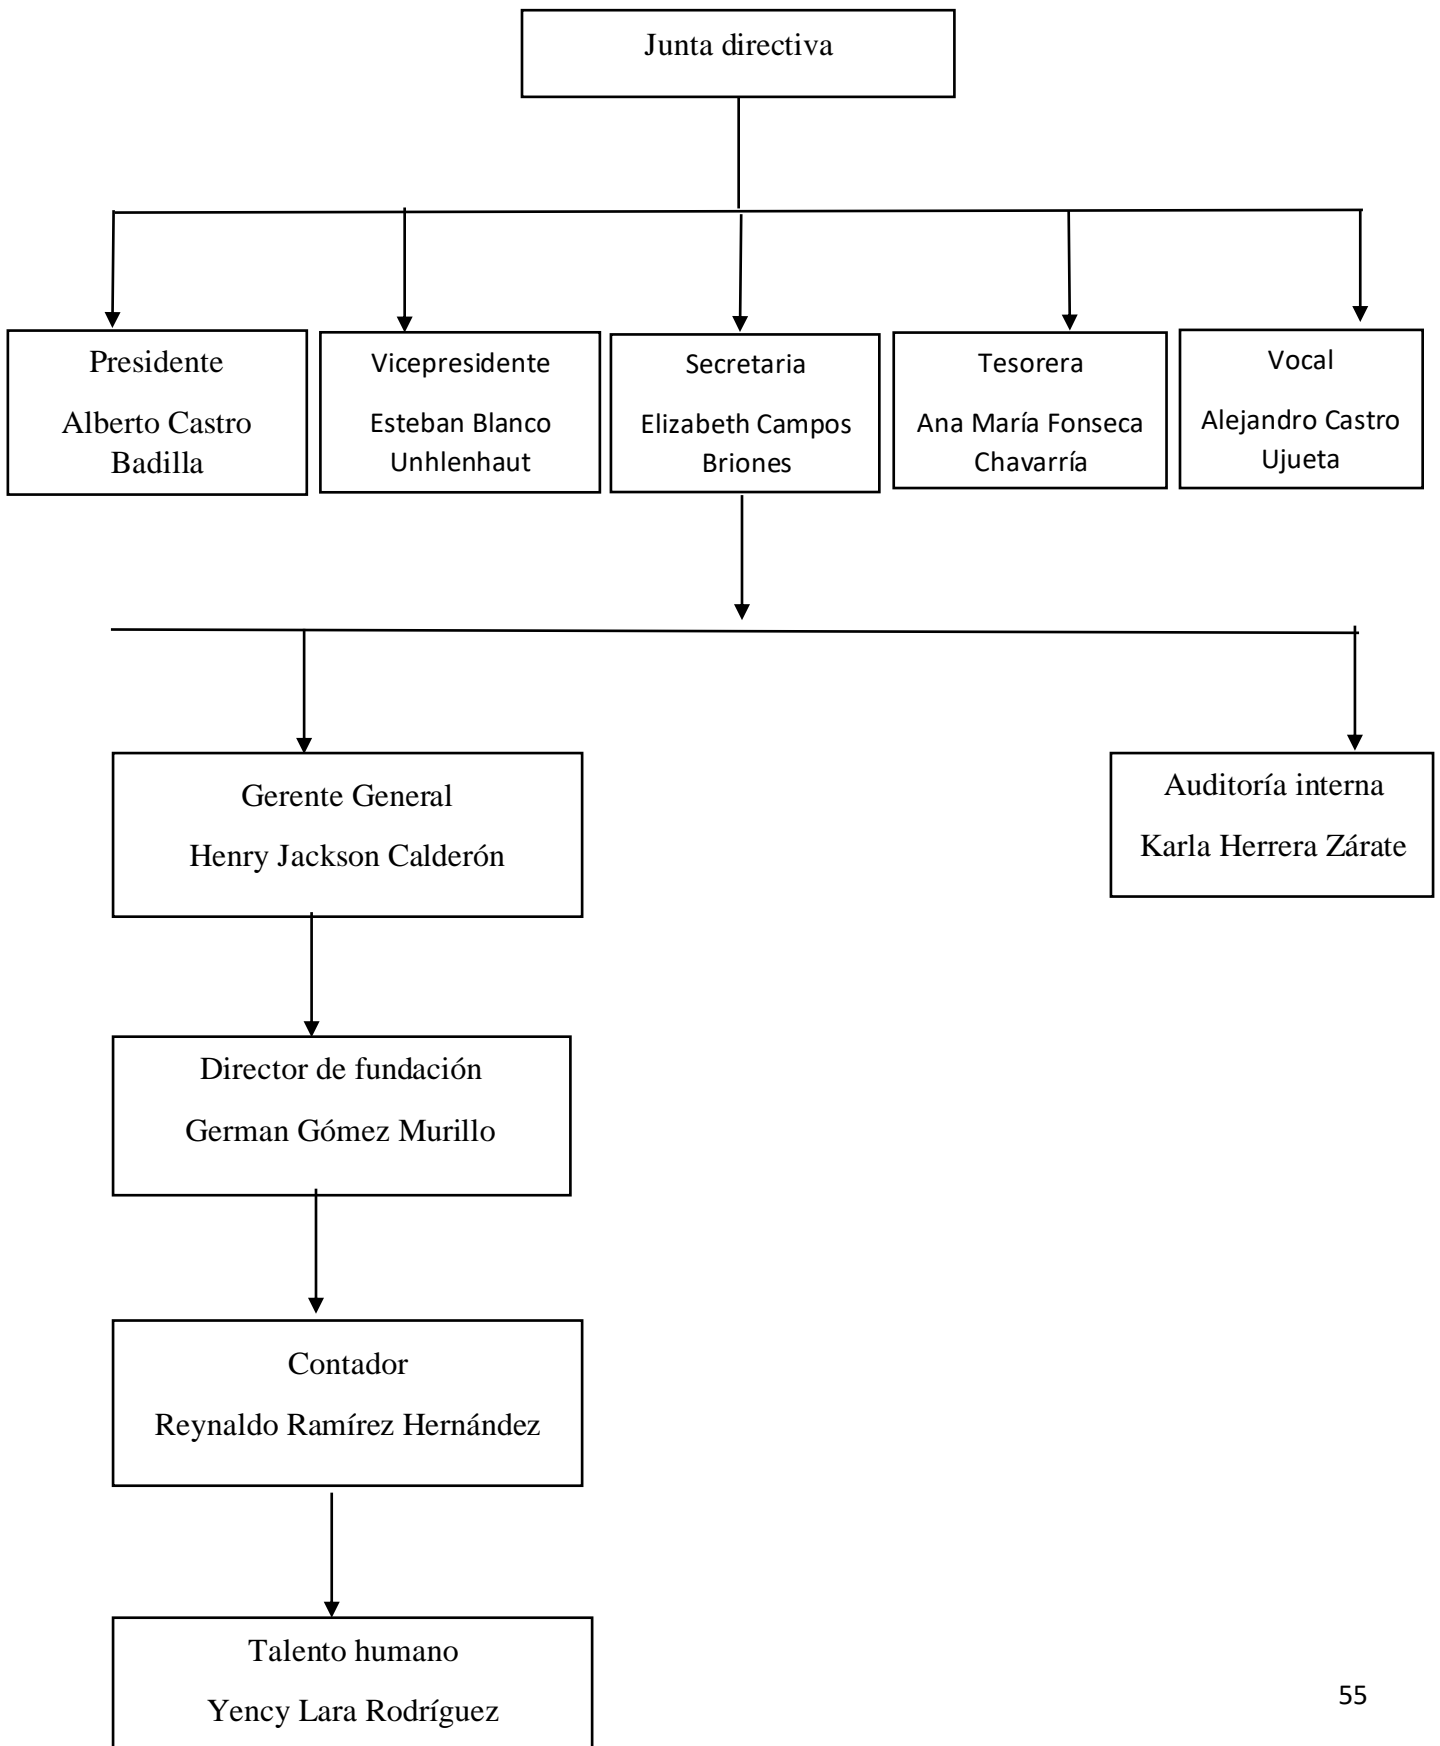 Junta directiva
Presidente
Alberto Castro
Badilla
Vicepresidente
Esteban Blanco
Unhlenhaut
Secretaria
Elizabeth Campos
Briones
Tesorera
Ana María Fonseca
Chavarría
Vocal
Alejandro Castro
Ujueta
Gerente General
Henry Jackson Calderón
Auditoría interna
Karla Herrera Zárate
Director de fundación
German Gómez Murillo
Contador
Reynaldo Ramírez Hernández
Talento humano
Yency Lara Rodríguez
55